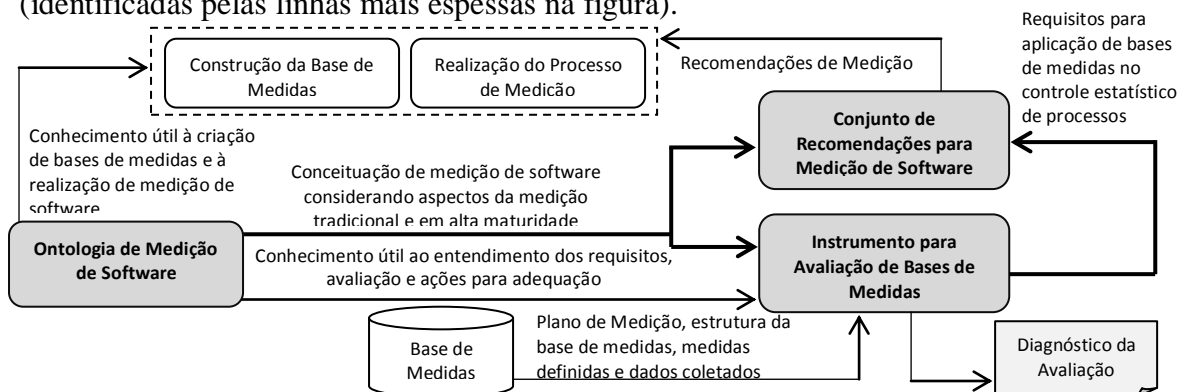 (identificadas pelas linhas mais espessas na figura).
Construção da Base de
Medidas
Realização do Processo
de Medição
Recomendações de Medição
Requisitos para
aplicação de bases
de medidas no
controle estatístico
de processos
Conhecimento útil à criação
de bases de medidas e à
realização de medição de
software
Conceituação de medição de software
considerando aspectos da medição
tradicional e em alta maturidade
Conjunto de
Recomendações para
Medição de Software
Ontologia de Medição
de Software
Conhecimento útil ao entendimento dos requisitos,
avaliação e ações para adequação
Instrumento para
Avaliação de Bases de
Medidas
Base de
Medidas
Plano de Medição, estrutura da
base de medidas, medidas
definidas e dados coletados
Diagnóstico da
Avaliação